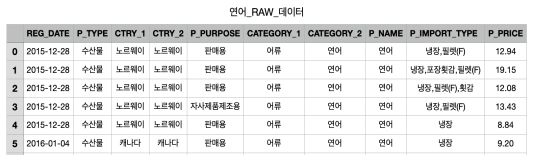 연어_RAW_데이터
REG_DATE P_TYPE CTRY_1 CTRY_2 P_PURPOSE CATEGORY_1 CATEGORY_2 P_NAME P_IMPORT_TYPE P_PRICE
0 2015-12-28 수산물 노르웨이 노르웨이 판매용 어류 연어 연어 냉장,필렛(F) 12.94
1 2015-12-28 수산물 노르웨이 노르웨이 판매용 어류 연어 연어 냉장,포장횟감,필렛(F) 19.15
2 2015-12-28 수산물 노르웨이 노르웨이 판매용 어류 연어 연어 냉장,필렛(F),횟감 12.08
3 2015-12-28 수산물 노르웨이 노르웨이 자사제품제조용 어류 연어 연어 냉장,필렛(F) 13.43
4 2015-12-28 수산물 노르웨이 노르웨이 판매용 어류 연어 연어 냉장 8.84
5 2016-01-04 수산물 캐나다 캐나다 판매용 어류 연어 연어 냉장 9.20